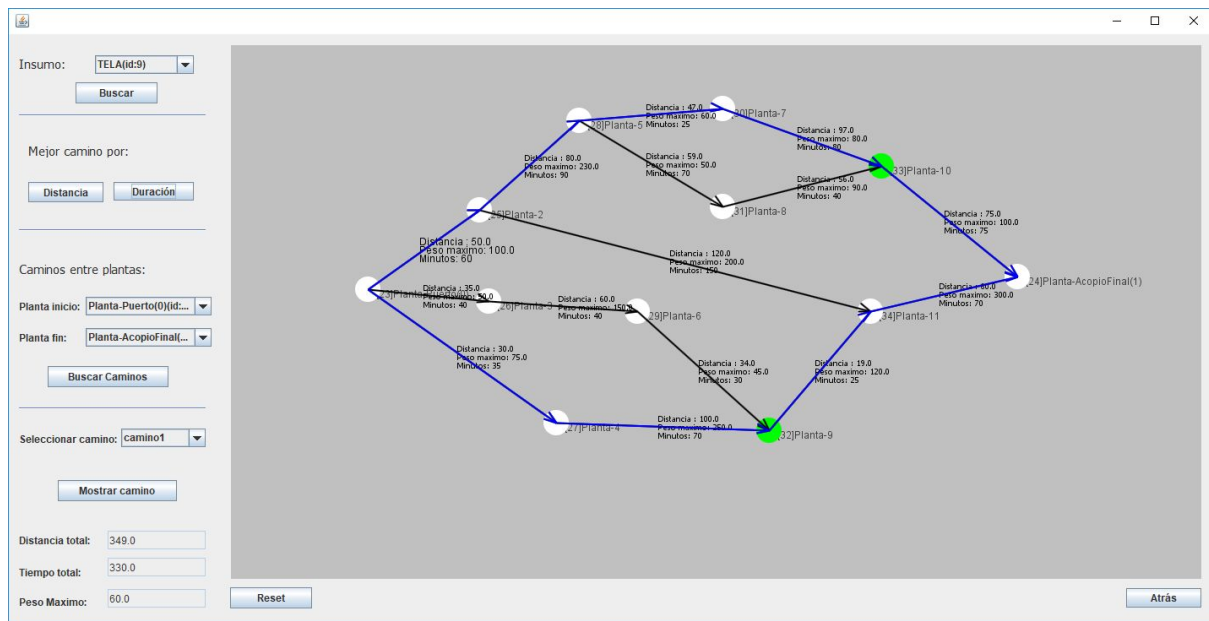 Insumo:
TELA(id:9)
Buscar
Mejor camino por:
Distancia
Duración
Caminos entre plantas:
Planta inicio:
Planta-Puerto(0)(id:...
Planta fin:
Planta-AcopioFinal(...
Buscar Caminos
Seleccionar camino:
camino1
Mostrar camino
Distancia total:
349.0
Tiempo total:
330.0
Peso Maximo:
60.0
Distancia : 47.0
Peso maximo: 60.0
Minutos: 25
[30]Planta-7
[28]Planta-5
Distancia : 97.0
Peso maximo: 80.0
Minutos: 80
Distancia : 80.0
Peso maximo: 230.0
Minutos: 90
Distancia : 59.0
Peso maximo: 50.0
Minutos: 70
[33]Planta-10
Distancia : 56.0
Peso maximo: 90.0
Minutos: 40
[25]Planta-2
[31]Planta-8
Distancia : 75.0
Peso maximo: 100.0
Minutos: 75
Distancia : 50.0
Peso maximo: 100.0
Minutos: 60
Distancia : 120.0
Peso maximo: 200.0
Minutos: 150
[24]Planta-AcopioFinal(1)
Distancia : 35.0
Peso maximo: 50.0
Minutos: 40
[26]Planta-3
Distancia : 60.0
Peso maximo: 150.0
Minutos: 40
[29]Planta-6
Peso maximo: 300.0
Minutos: 70
[34]Planta-11
Distancia : 30.0
Peso maximo: 75.0
Minutos: 35
Distancia : 34.0
Peso maximo: 45.0
Minutos: 30
Distancia : 19.0
Peso maximo: 120.0
Minutos: 25
[27]Planta-4
Distancia : 100.0
Peso maximo: 250.0
Minutos: 70
[32]Planta-9
Reset
Atrás